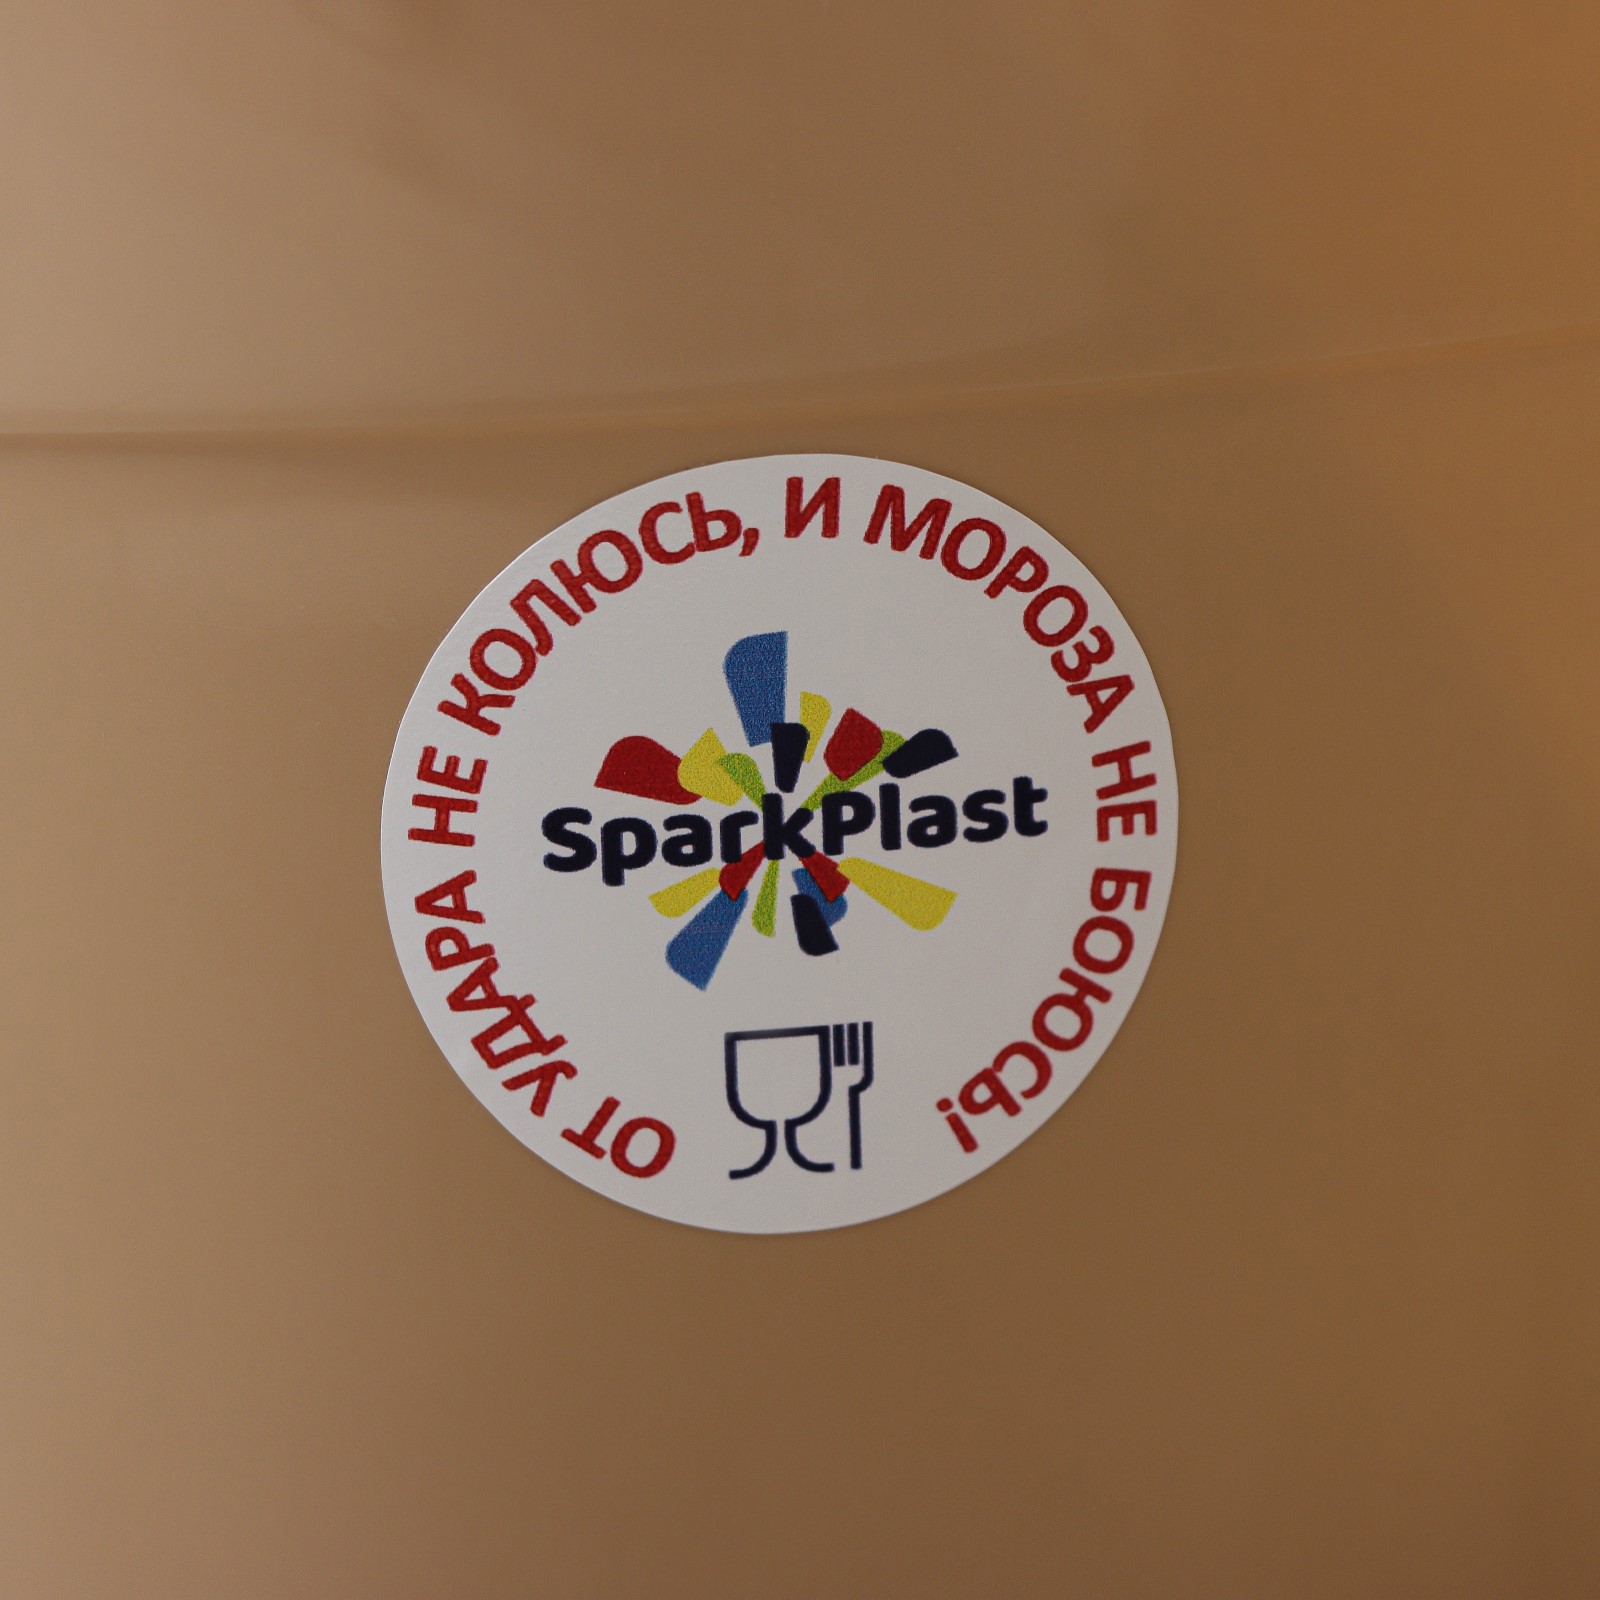 ОТ УДАРА НЕ КОЛЮСЬ, И МОРОЗА НЕ БОЮСЬ!
SparkPlast